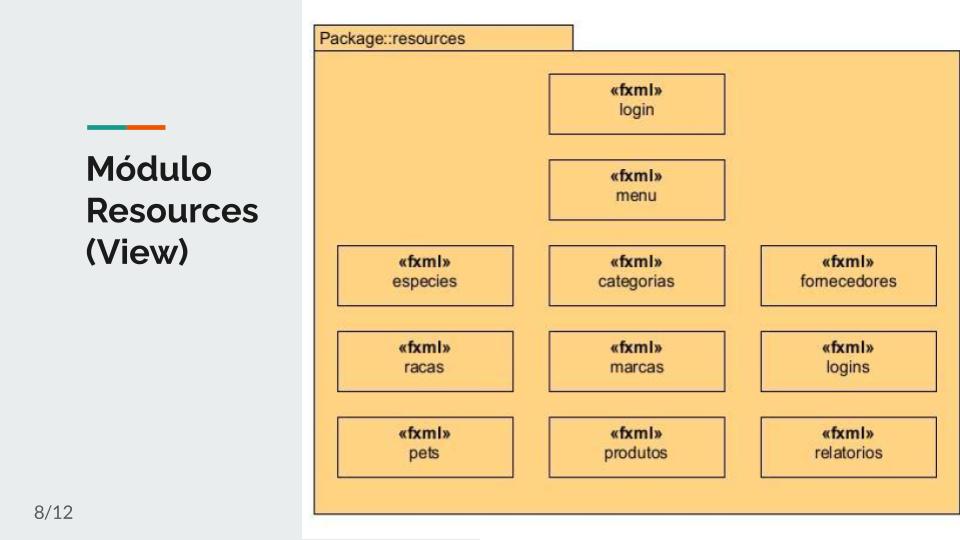 Módulo
Resources
(View)
8/12
Package::resources
«fxml»
login
«fxml»
menu
«fxml»
especies
«fxml»
categorias
«fxml»
fornecedores
«fxml»
racas
«fxml»
marcas
«fxml»
logins
«fxml»
pets
«fxml»
produtos
«fxml»
relatorios